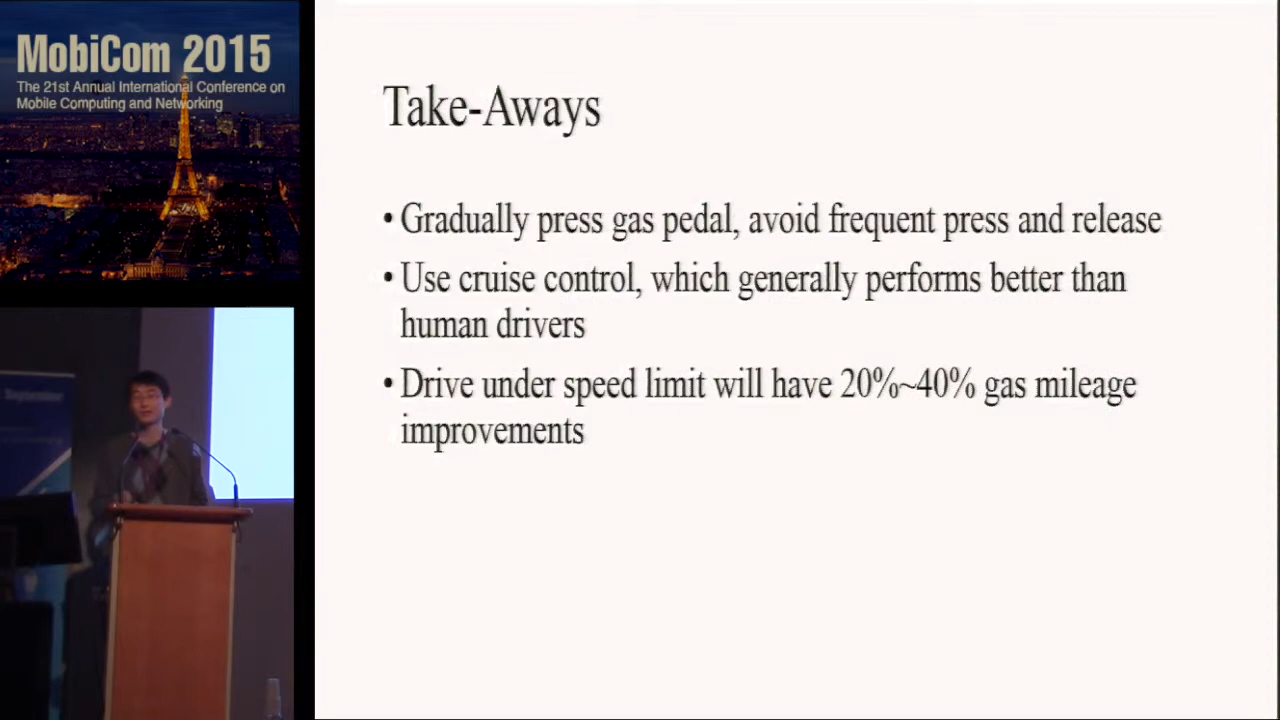 MobiCom 2015
The 21st Annual International Conference on
Mobile Computing and Networking
Take-Aways
• Gradually press gas pedal, avoid frequent press and release
• Use cruise control, which generally performs better than
human drivers
• Drive under speed limit will have 20%~40% gas mileage
improvements